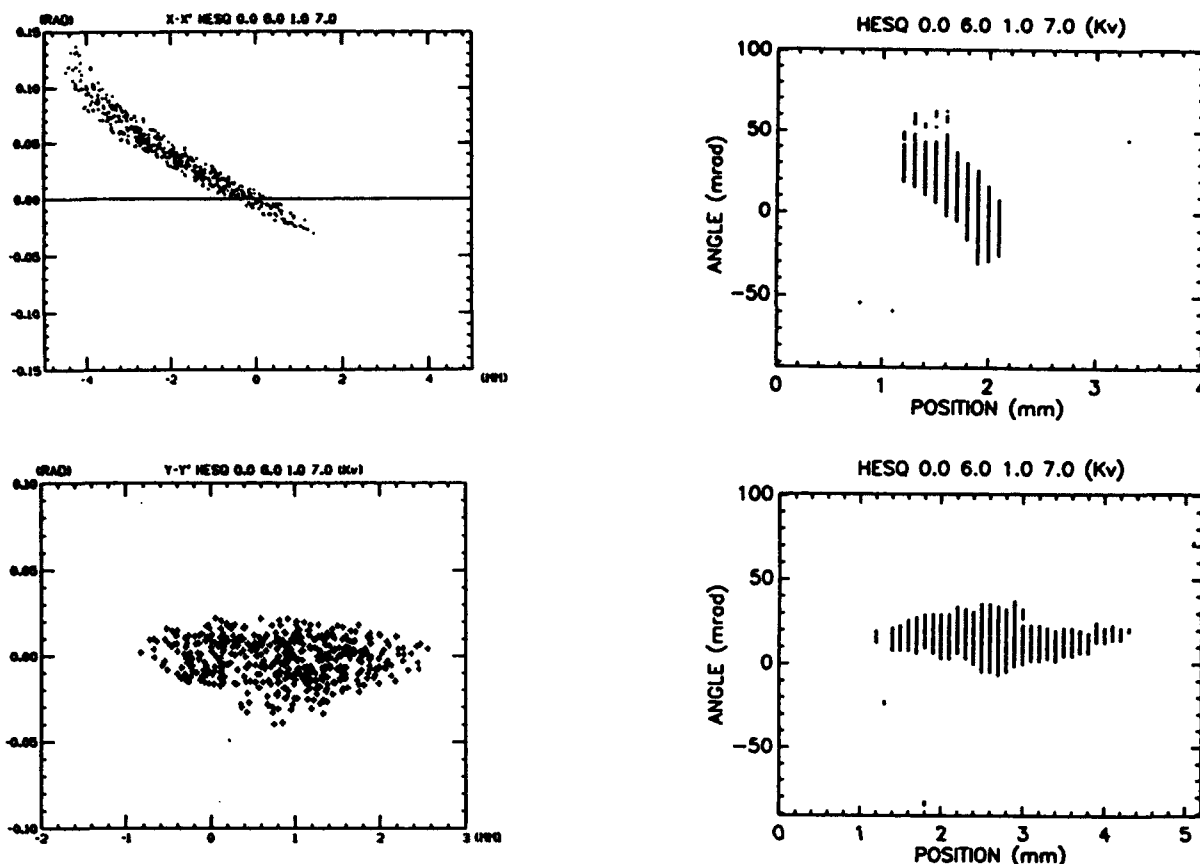 (RAD) X-X' HESQ 0.0 6.0 1.0 7.0
0.15
0.10
0.05
0.00
-0.05
-0.10
-0.15
-4 -2 0 2 4 (MM)
HESQ 0.0 6.0 1.0 7.0 (Kv)
100
50
0
-50
ANGLE (mrad)
0 1 2 3 4
POSITION (mm)
(RAD) Y-Y' HESQ 0.0 6.0 1.0 7.0 (Kv)
0.10
0.05
0.00
-0.05
-0.10
-2 -1 0 1 2 3 (MM)
HESQ 0.0 6.0 1.0 7.0 (Kv)
100
50
0
-50
ANGLE (mrad)
0 1 2 3 4 5
POSITION (mm)